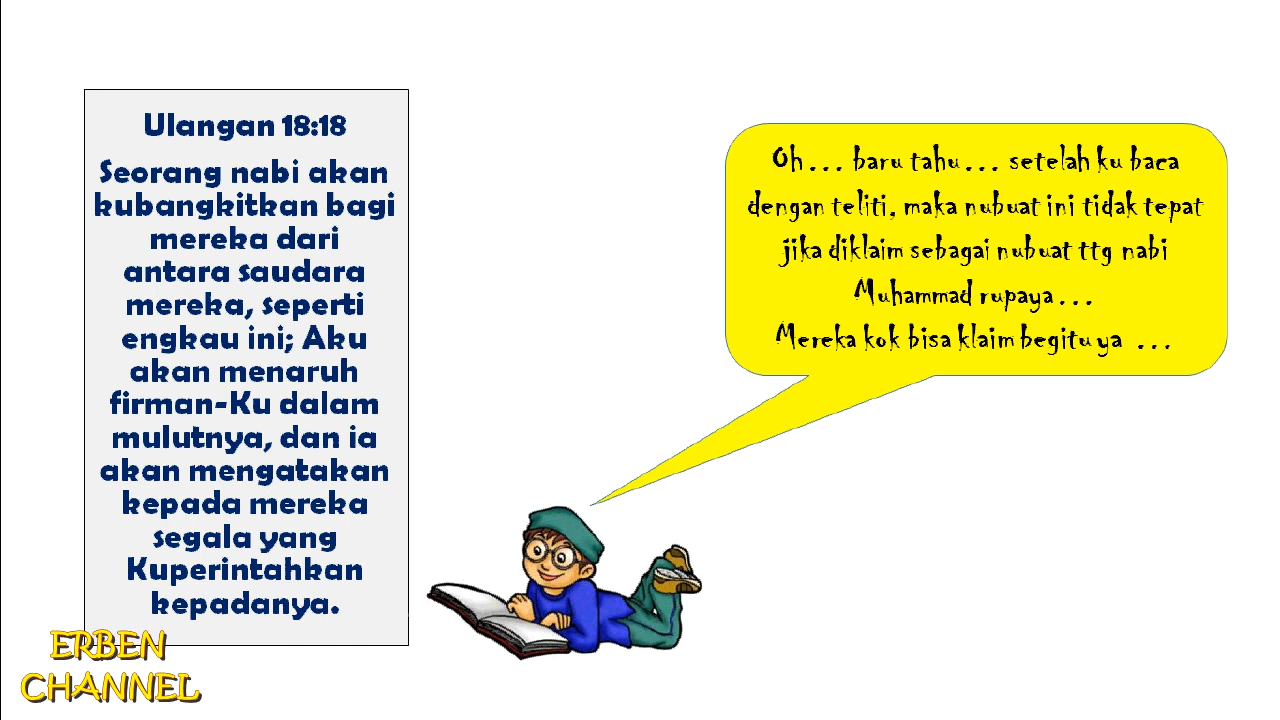 Ulangan 18:18
Seorang nabi akan
kubangkitkan bagi
mereka dari
antara saudara
mereka, seperti
engkau ini; Aku
akan menaruh
firman-Ku dalam
mulutnya, dan ia
akan mengatakan
kepada mereka
segala yang
Kuperintahkan
kepadanya.
Oh... baru tahu... setelah ku baca
dengan teliti, maka nubuat ini tidak tepat
jika diklaim sebagai nubuat ttg nabi
Muhammad rupaya...
Mereka kok bisa klaim begitu ya ...
ERBEN
CHANNEL